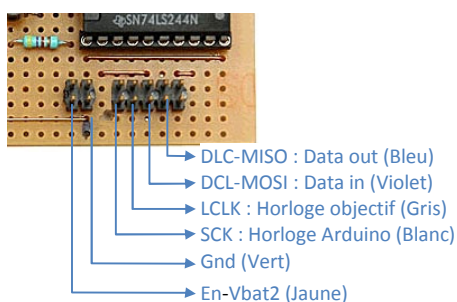 SN74LS244N
DLC-MISO : Data out (Bleu)
DCL-MOSI : Data in (Violet)
LCLK : Horloge objectif (Gris)
SCK : Horloge Arduino (Blanc)
Gnd (Vert)
En-Vbat2 (Jaune)